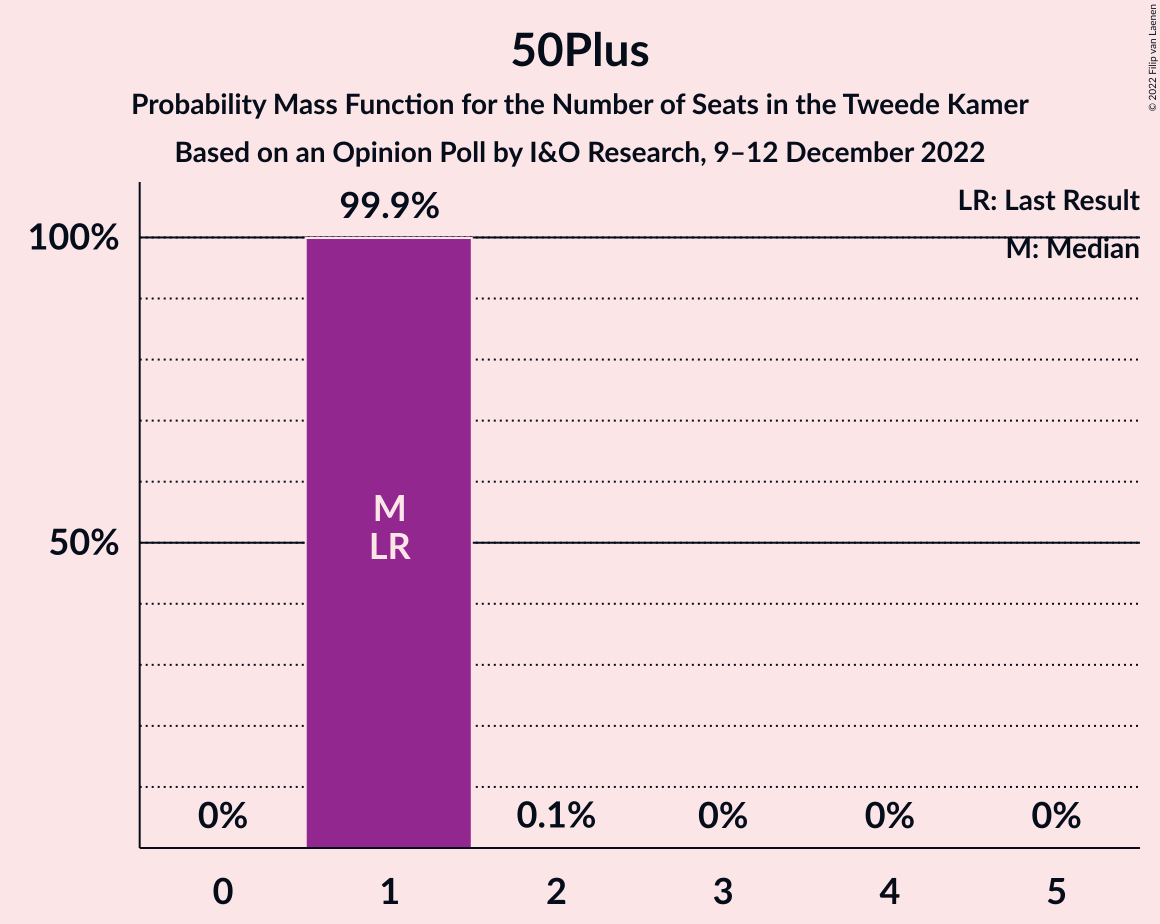 50Plus
Probability Mass Function for the Number of Seats in the Tweede Kamer
Based on an Opinion Poll by I&O Research, 9–12 December 2022
© 2022 Filip van Laenen
LR: Last Result
M: Median
99.9%
100%
50%
M
LR
0%
0.1%
0%
0%
0%
0
1
2
3
4
5